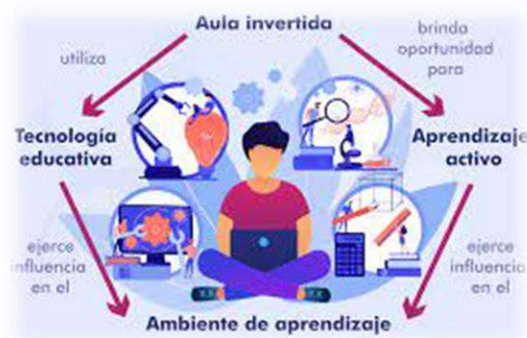 Aula invertida
utiliza
brinda
oportunidad
para
Tecnología
educativa
Aprendizaje
activo
ejerce
influencia
en el
ejerce
influencia
en el
Ambiente de aprendizaje